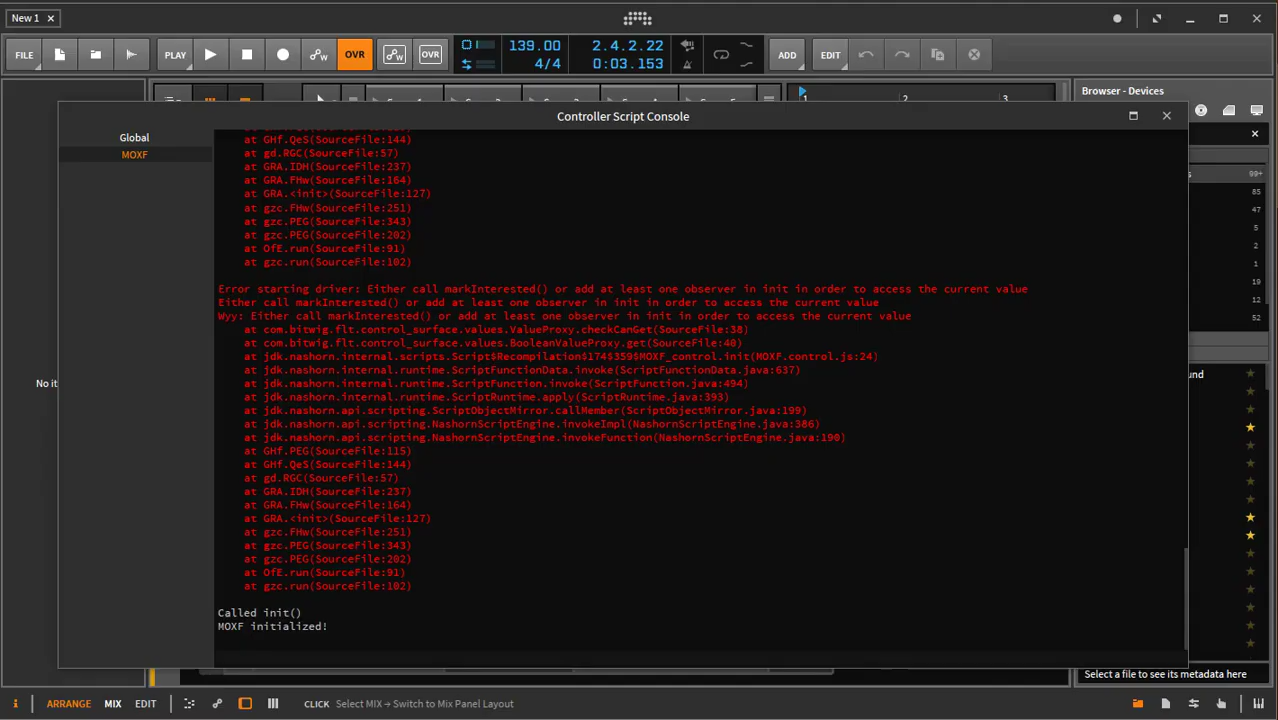 New 1
FILE
PLAY
OVR
OVR
139.00
4/4
2.4.2.22
0:03.153
ADD
EDIT
1
2
3
Browser - Devices
Controller Script Console
Global
MOXF
at GHf.QeS(SourceFile:144)
at gd.RGC(SourceFile:57)
at GRA.IDH(SourceFile:237)
at GRA.FHw(SourceFile:164)
at GRA.<init>(SourceFile:127)
at gzc.FHw(SourceFile:251)
at gzc.PEG(SourceFile:343)
at gzc.PEG(SourceFile:202)
at OfE.run(SourceFile:91)
at gzc.run(SourceFile:102)
Error starting driver: Either call markInterested() or add at least one observer in init in order to access the current value
Either call markInterested() or add at least one observer in init in order to access the current value
Wyy: Either call markInterested() or add at least one observer in init in order to access the current value
at com.bitwig.flt.control_surface.values.ValueProxy.checkCanGet(SourceFile:38)
at com.bitwig.flt.control_surface.values.BooleanValueProxy.get(SourceFile:40)
at jdk.nashorn.internal.scripts.Script$Recompilation$174$359$MOXF_control.init(MOXF.control.js:24)
at jdk.nashorn.internal.runtime.ScriptFunctionData.invoke(ScriptFunctionData.java:637)
at jdk.nashorn.internal.runtime.ScriptFunction.invoke(ScriptFunction.java:494)
at jdk.nashorn.internal.runtime.ScriptRuntime.apply(ScriptRuntime.java:393)
at jdk.nashorn.api.scripting.ScriptObjectMirror.callMember(ScriptObjectMirror.java:199)
at jdk.nashorn.api.scripting.NashornScriptEngine.invokeImpl(NashornScriptEngine.java:386)
at jdk.nashorn.api.scripting.NashornScriptEngine.invokeFunction(NashornScriptEngine.java:190)
at GHf.PEG(SourceFile:115)
at GHf.QeS(SourceFile:144)
at gd.RGC(SourceFile:57)
at GRA.IDH(SourceFile:237)
at GRA.FHw(SourceFile:164)
at GRA.<init>(SourceFile:127)
at gzc.FHw(SourceFile:251)
at gzc.PEG(SourceFile:343)
at gzc.PEG(SourceFile:202)
at OfE.run(SourceFile:91)
at gzc.run(SourceFile:102)
Called init()
MOXF initialized!
No it
s 99+
85
47
5
2
1
19
12
52
und
Select a file to see its metadata here
i
ARRANGE
MIX
EDIT
CLICK Select MIX → Switch to Mix Panel Layout